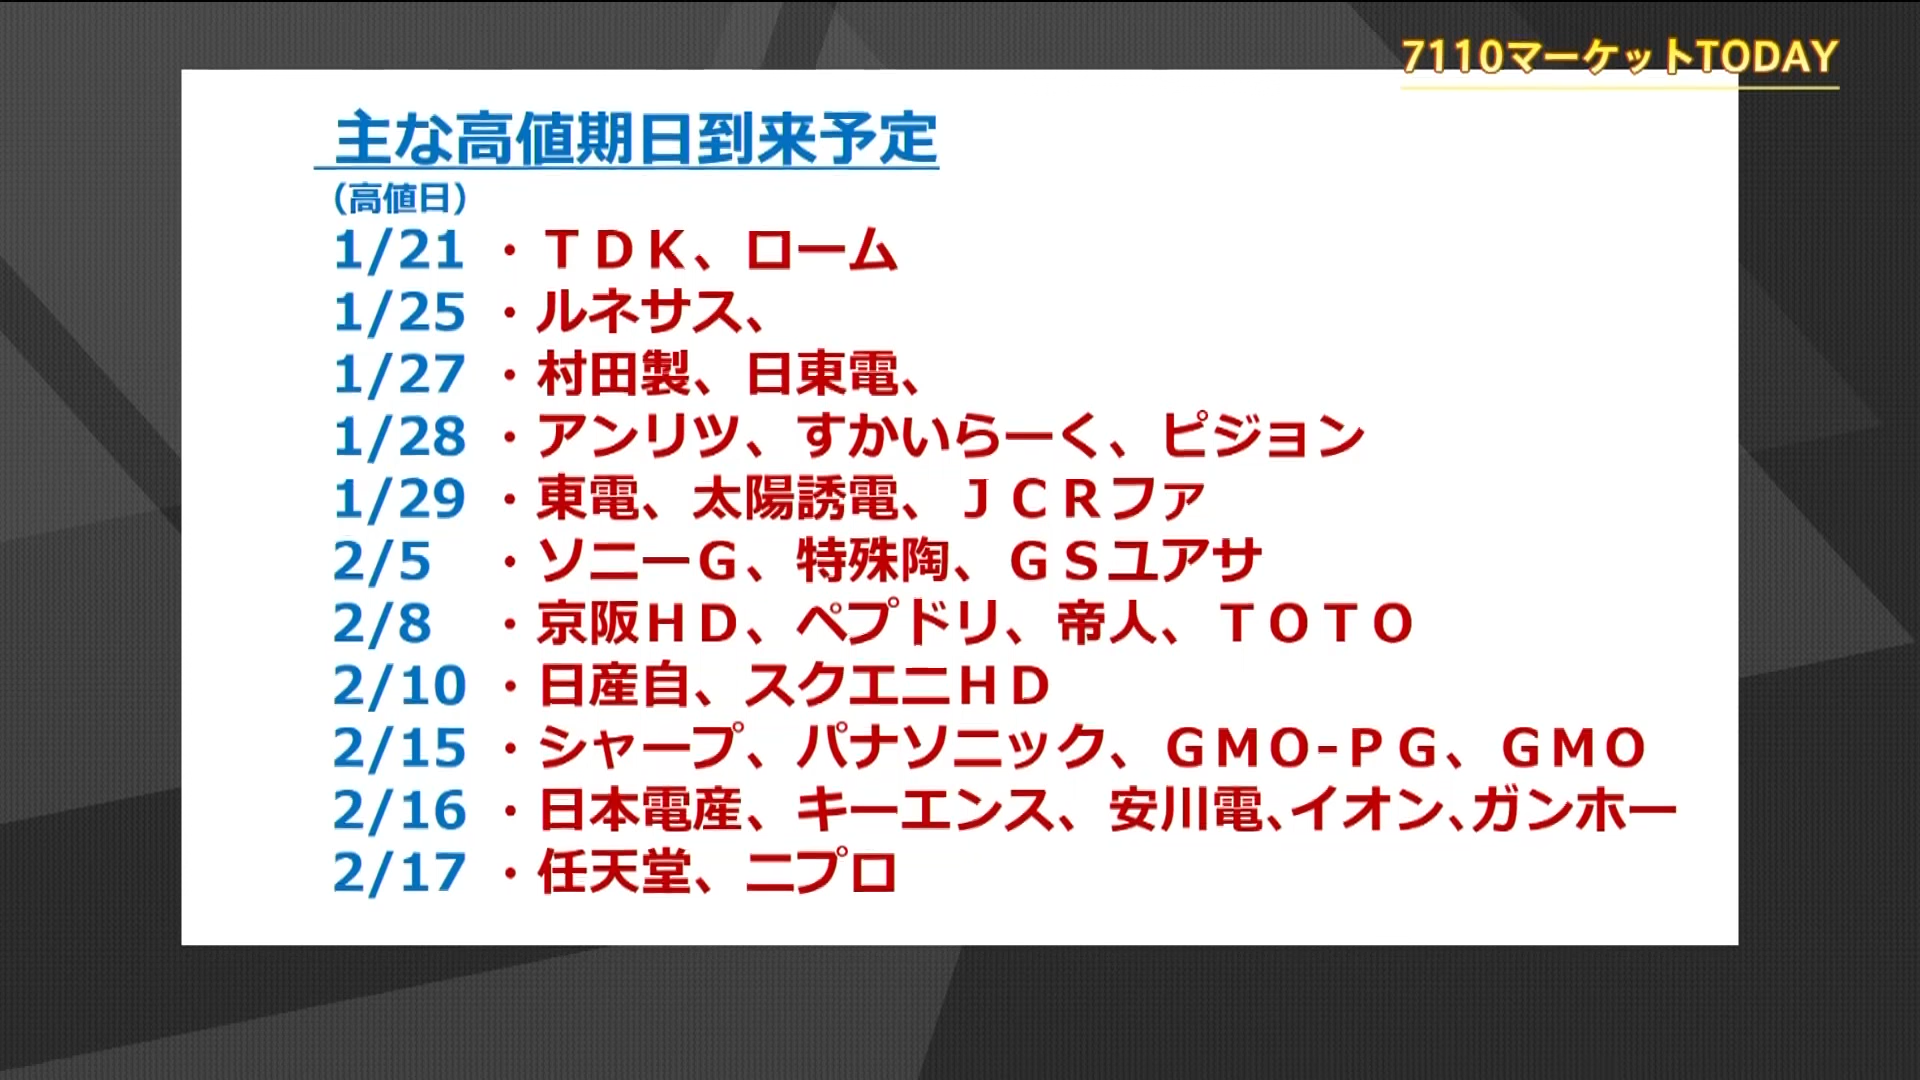 7110マーケットTODAY
主な高値期日到来予定
（高値日）
1/21 ・ＴＤＫ、ローム
1/25 ・ルネサス、
1/27 ・村田製、日東電、
1/28 ・アンリツ、すかいらーく、ピジョン
1/29 ・東電、太陽誘電、ＪＣＲファ
2/5 ・ソニーＧ、特殊陶、ＧＳユアサ
2/8 ・京阪ＨＤ、ペプドリ、帝人、ＴＯＴＯ
2/10 ・日産自、スクエニＨＤ
2/15 ・シャープ、パナソニック、ＧＭＯ-ＰＧ、ＧＭＯ
2/16 ・日本電産、キーエンス、安川電、イオン、ガンホー
2/17 ・任天堂、ニプロ